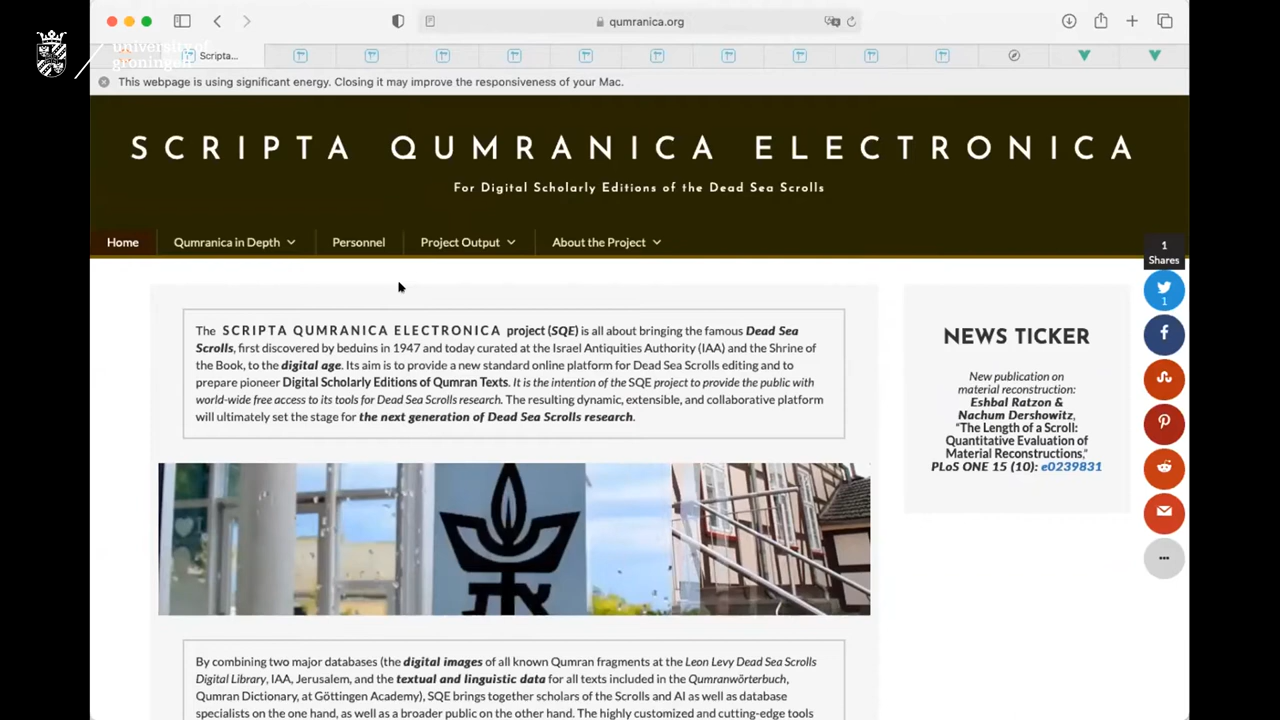 qumranica.org
university of
groningen
Scripta...
This webpage is using significant energy. Closing it may improve the responsiveness of your Mac.
SCRIPTA QUMRANICA ELECTRONICA
For Digital Scholarly Editions of the Dead Sea Scrolls
Home Qumranica in Depth Personnel Project Output About the Project
1
Shares
1
The SCRIPTA QUMRANICA ELECTRONICA project (SQE) is all about bringing the famous Dead Sea
Scrolls, first discovered by beduins in 1947 and today curated at the Israel Antiquities Authority (IAA) and the Shrine of
the Book, to the digital age. Its aim is to provide a new standard online platform for Dead Sea Scrolls editing and to
prepare pioneer Digital Scholarly Editions of Qumran Texts. It is the intention of the SQE project to provide the public with
world-wide free access to its tools for Dead Sea Scrolls research. The resulting dynamic, extensible, and collaborative platform
will ultimately set the stage for the next generation of Dead Sea Scrolls research.
NEWS TICKER
New publication on
material reconstruction:
Eshbal Ratzon &
Nachum Dershowitz,
“The Length of a Scroll:
Quantitative Evaluation of
Material Reconstructions,”
PLoS ONE 15 (10): e0239831
By combining two major databases (the digital images of all known Qumran fragments at the Leon Levy Dead Sea Scrolls
Digital Library, IAA, Jerusalem, and the textual and linguistic data for all texts included in the Qumranwörterbuch,
Qumran Dictionary, at Göttingen Academy), SQE brings together scholars of the Scrolls and AI as well as database
specialists on the one hand, as well as a broader public on the other hand. The highly customized and cutting-edge tools